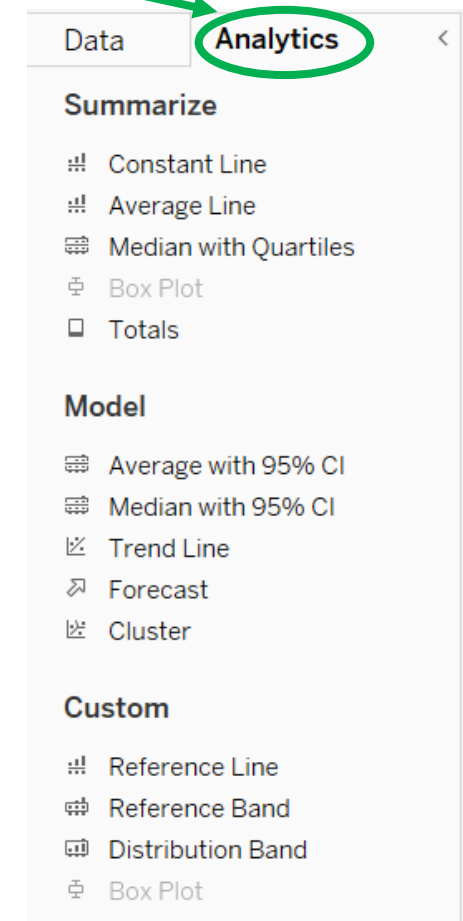 Data Analytics <
Summarize
Constant Line
Average Line
Median with Quartiles
Box Plot
Totals
Model
Average with 95% CI
Median with 95% CI
Trend Line
Forecast
Cluster
Custom
Reference Line
Reference Band
Distribution Band
Box Plot